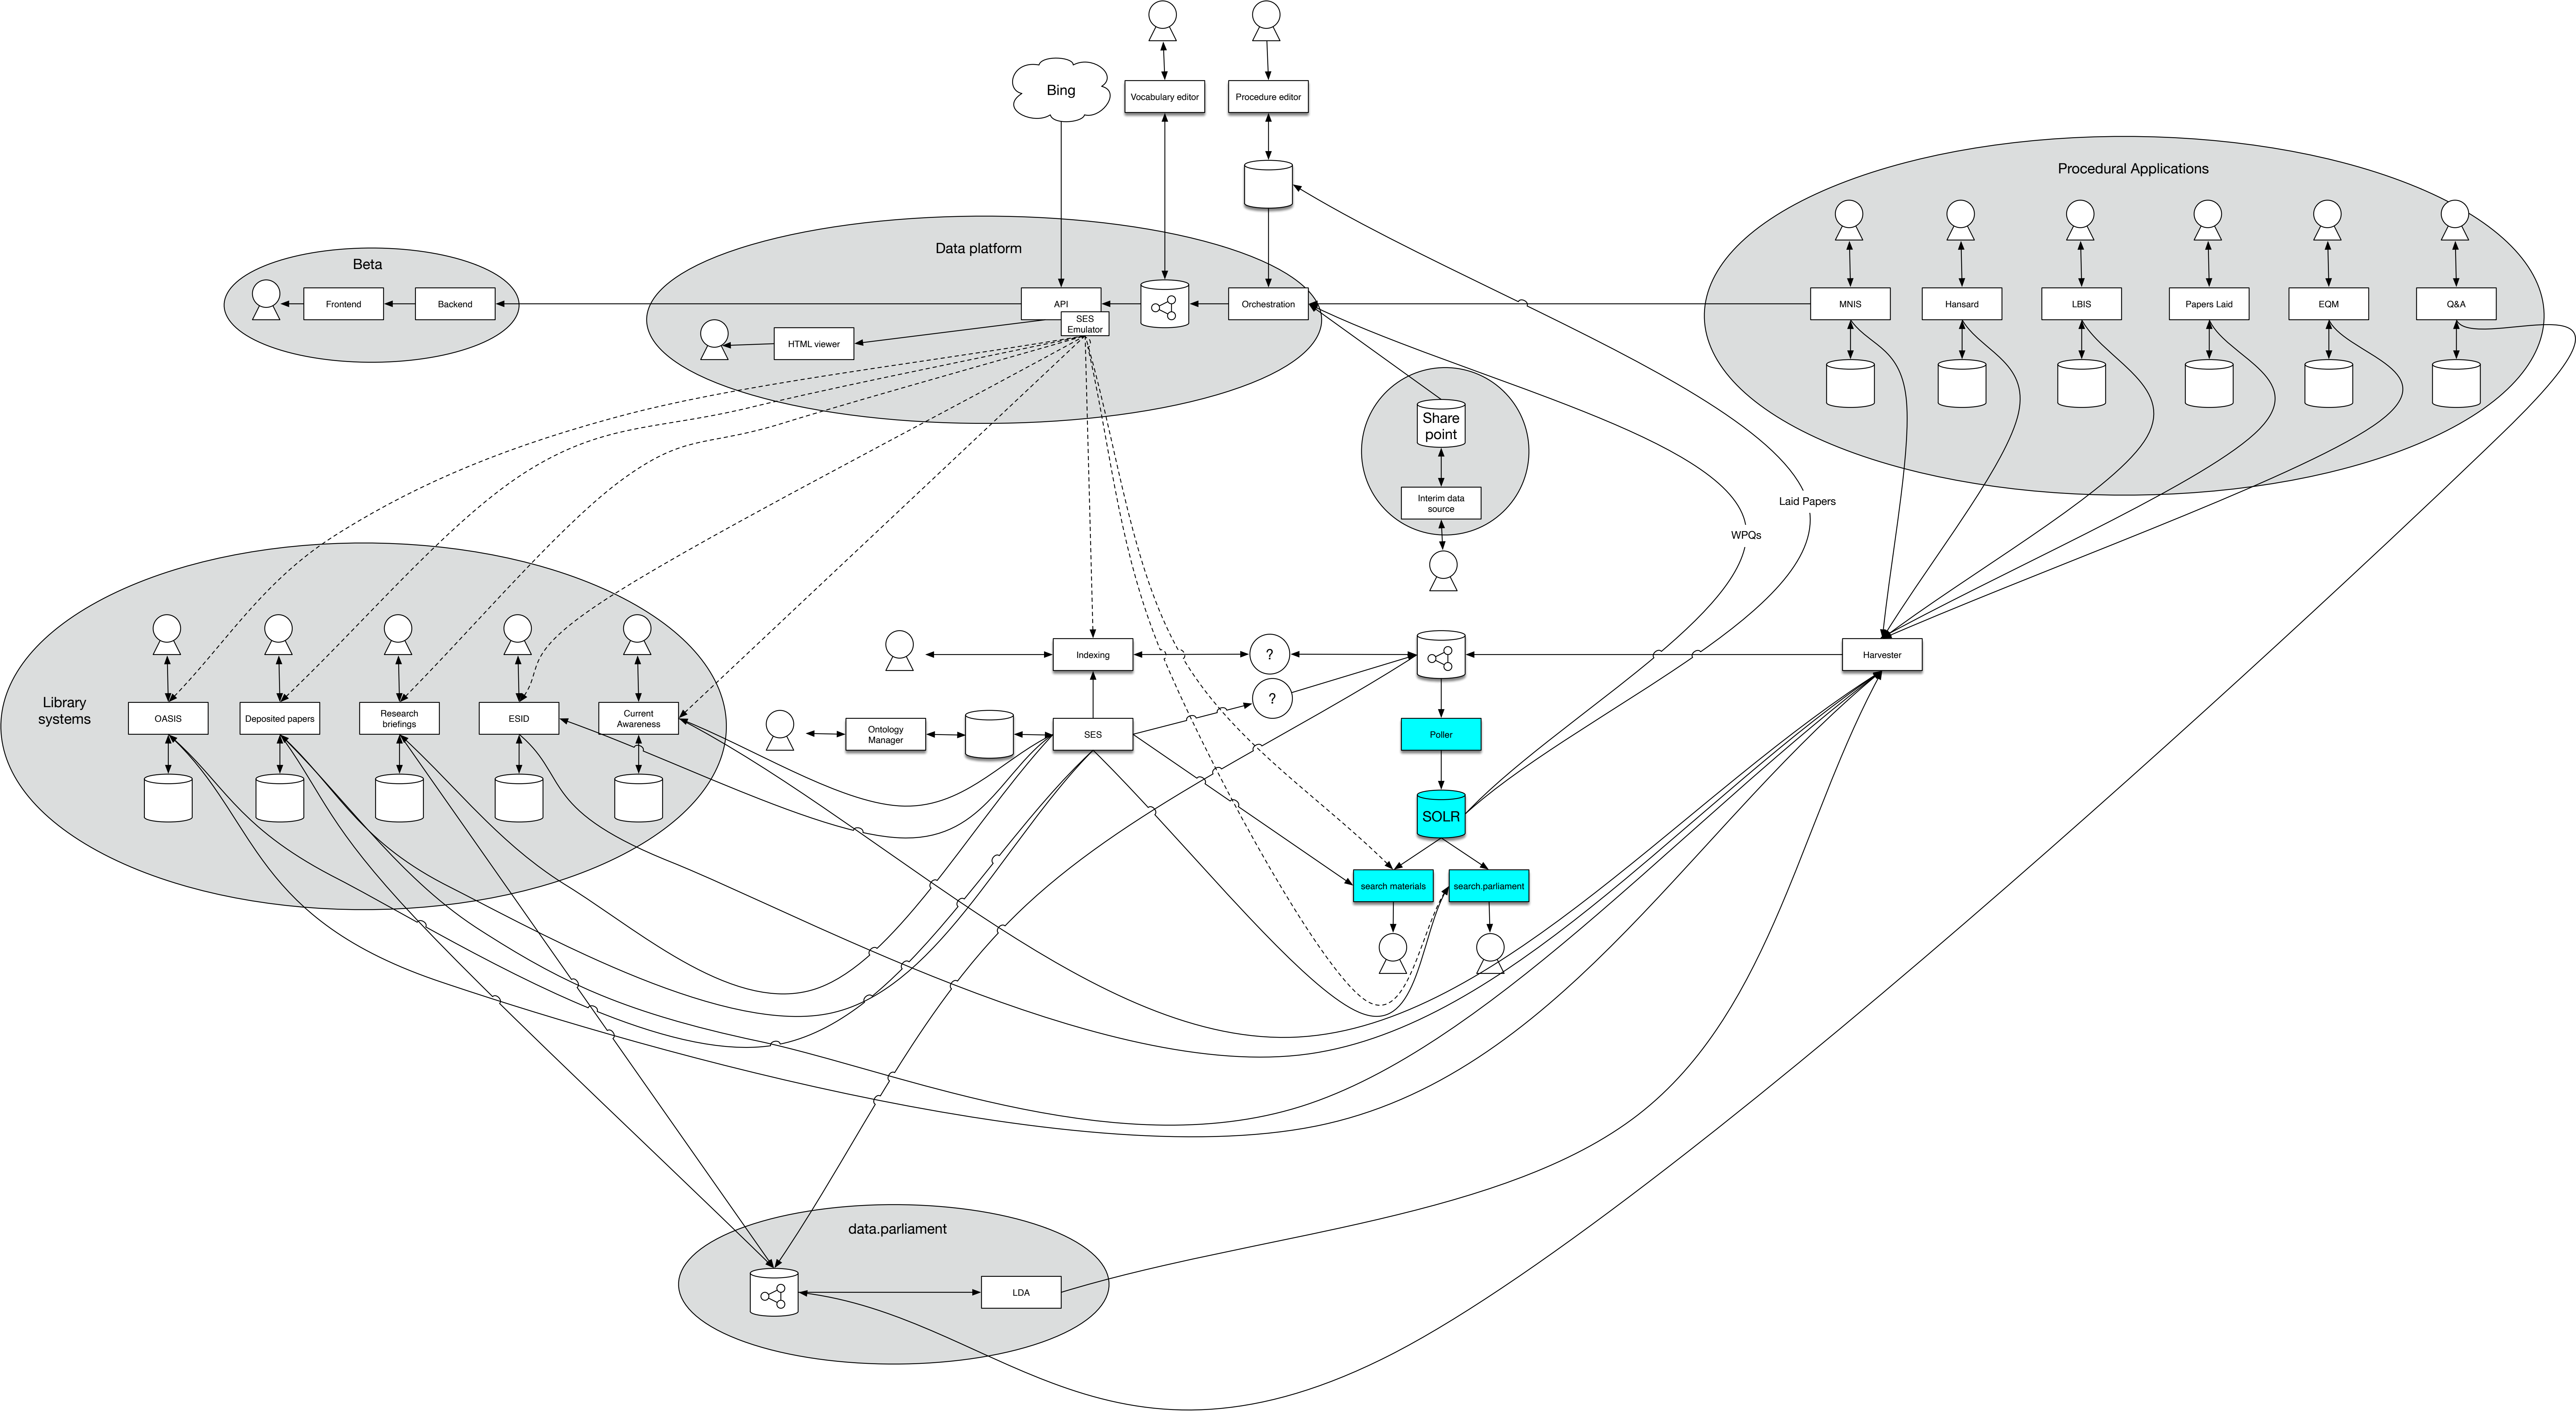 Bing
Vocabulary editor
Procedure editor
Procedural Applications
Data platform
Beta
Frontend
Backend
API
SES
Emulator
HTML viewer
Orchestration
MNIS
Hansard
LBIS
Papers Laid
EQM
Q&A
Share
point
Interim data
source
Laid Papers
WPQs
Library
systems
OASIS
Deposited papers
Research
briefings
ESID
Current
Awareness
Indexing
?
?
Harvester
Ontology
Manager
SES
Poller
SOLR
search materials
search.parliament
data.parliament
LDA